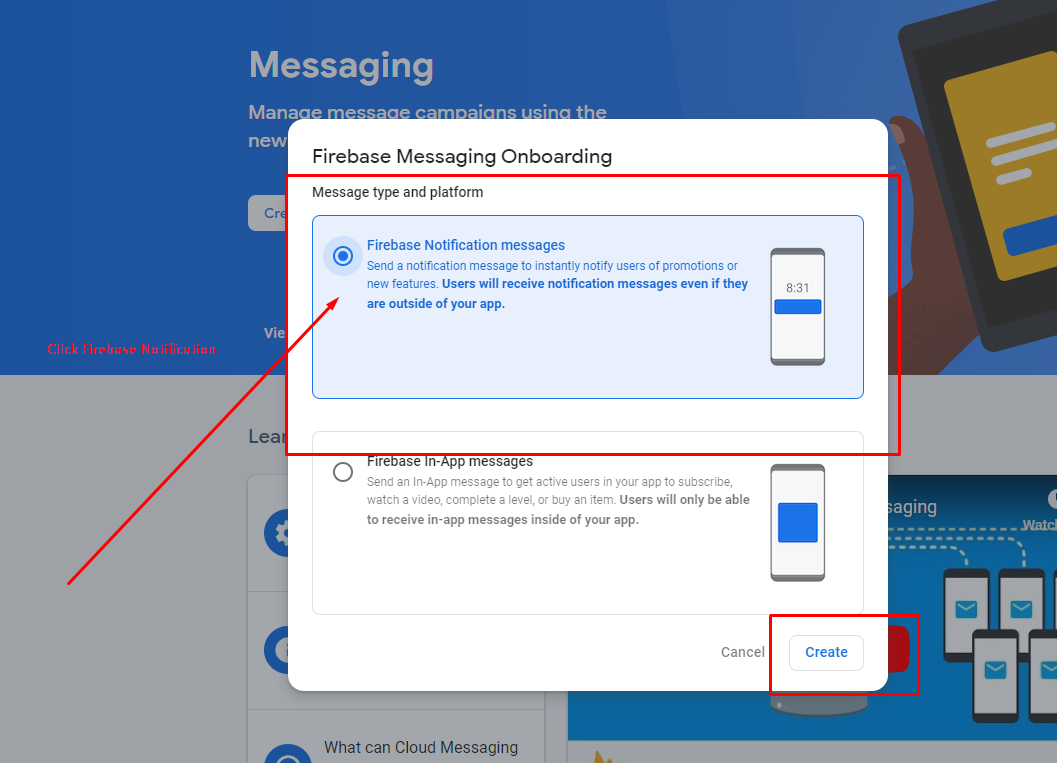 Messaging
Manage message campaigns using the
new
Firebase Messaging Onboarding
Message type and platform
Cre
Firebase Notification messages
Send a notification message to instantly notify users of promotions or
new features. Users will receive notification messages even if they
are outside of your app.
8:31
Vie
Click Firebase Notification
Lear
Firebase In-App messages
Send an In-App message to get active users in your app to subscribe,
watch a video, complete a level, or buy an item. Users will only be able
to receive in-app messages inside of your app.
saging
Watch
Cancel
Create
What can Cloud Messaging